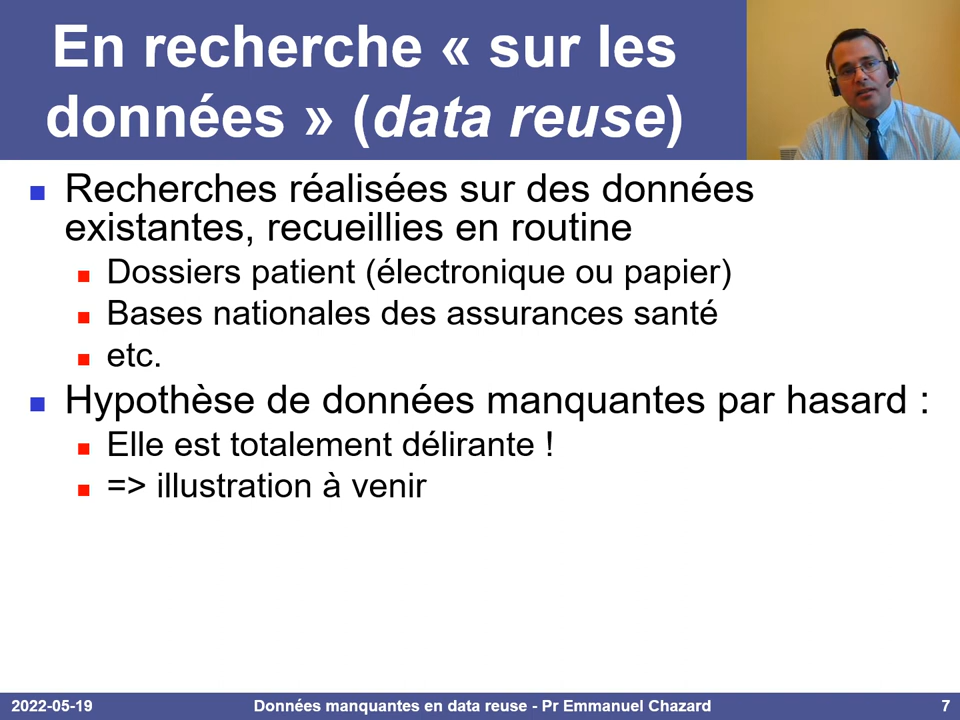 En recherche « sur les
données » (data reuse)
Recherches réalisées sur des données
existantes, recueillies en routine
Dossiers patient (électronique ou papier)
Bases nationales des assurances santé
etc.
Hypothèse de données manquantes par hasard :
Elle est totalement délirante !
=> illustration à venir
2022-05-19 Données manquantes en data reuse - Pr Emmanuel Chazard 7